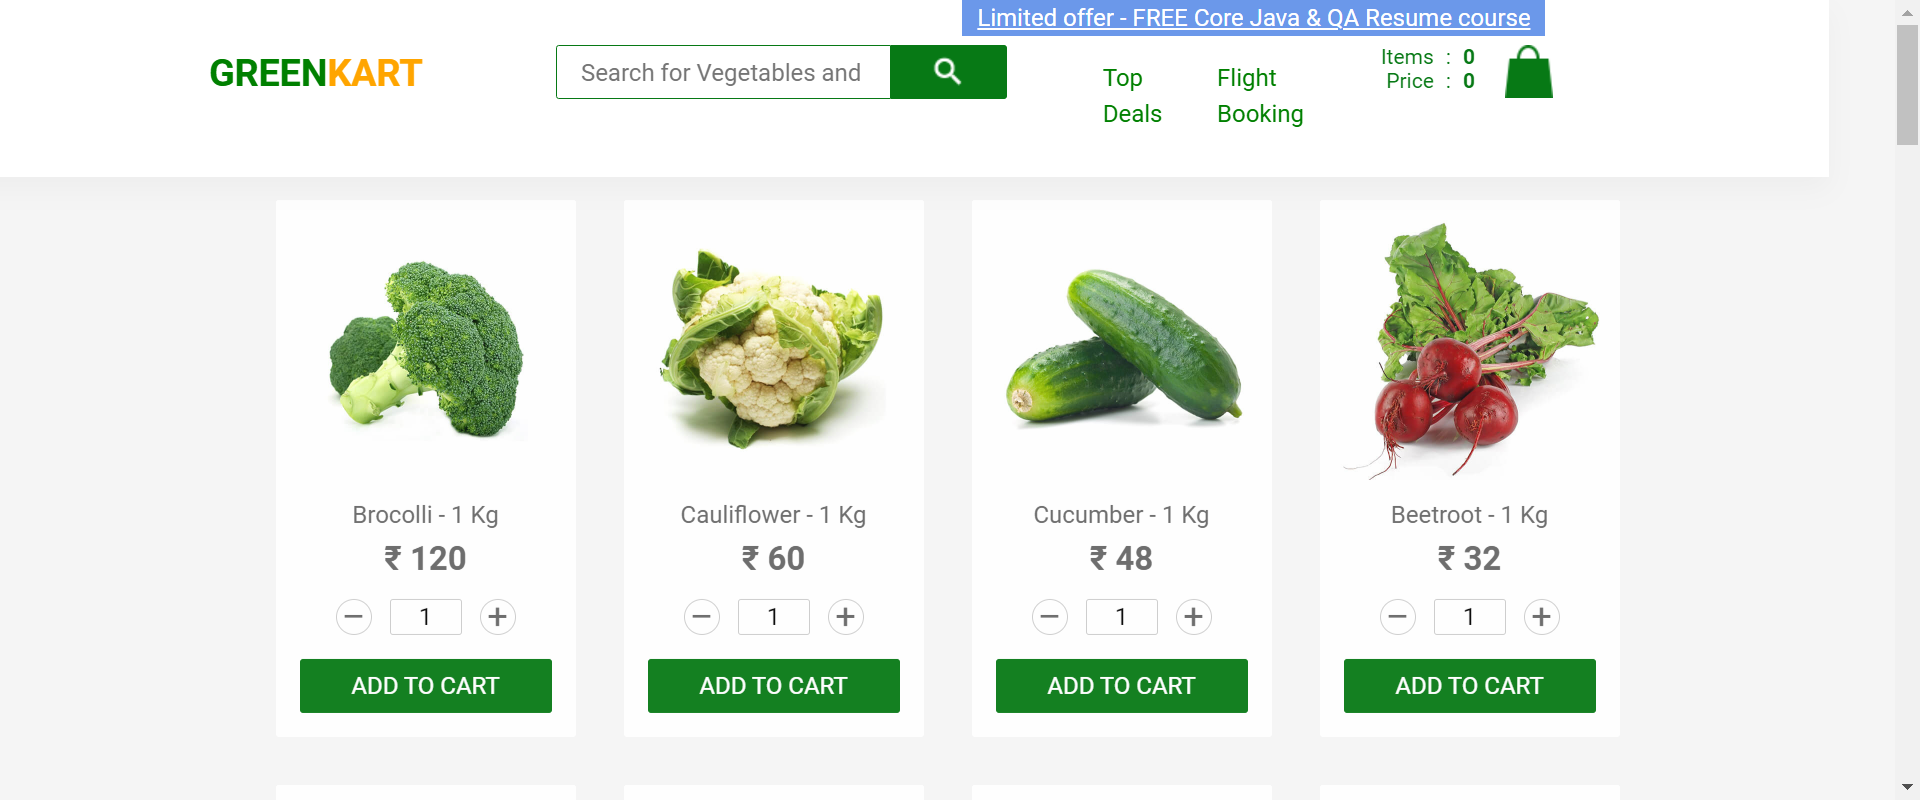 Limited offer - FREE Core Java & QA Resume course
GREENKART
Search for Vegetables and
Top
Deals
Flight
Booking
Items : 0
Price : 0
Brocolli - 1 Kg
₹ 120
1
ADD TO CART
Cauliflower - 1 Kg
₹ 60
1
ADD TO CART
Cucumber - 1 Kg
₹ 48
1
ADD TO CART
Beetroot - 1 Kg
₹ 32
1
ADD TO CART